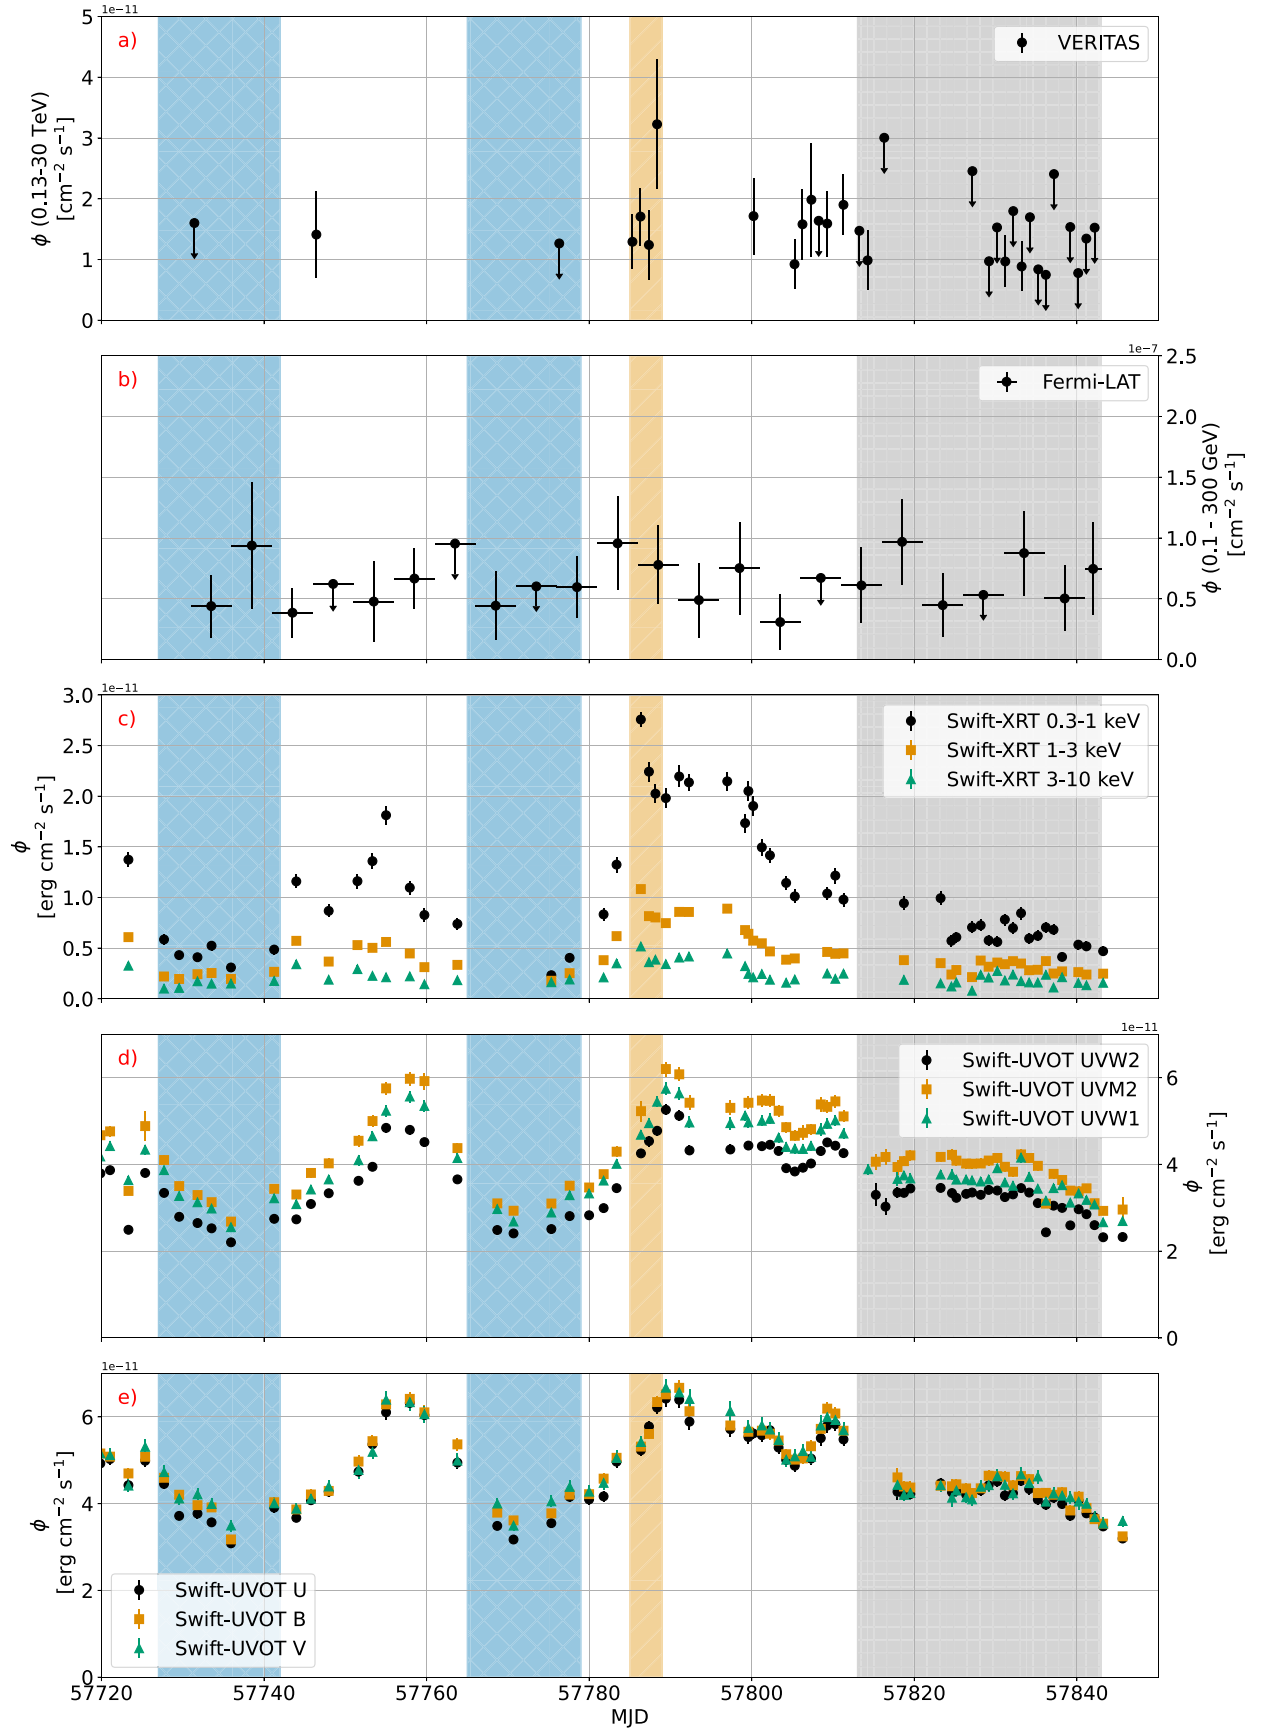 1e−11
5
4
3
2
1
0
a)
VERITAS
ϕ (0.13-30 TeV)
[cm⁻² s⁻¹]
1e−7
2.5
2.0
1.5
1.0
0.5
0.0
b)
Fermi-LAT
ϕ (0.1 - 300 GeV)
[cm⁻² s⁻¹]
1e−11
3.0
2.5
2.0
1.5
1.0
0.5
0.0
c)
Swift-XRT 0.3-1 keV
Swift-XRT 1-3 keV
Swift-XRT 3-10 keV
ϕ
[erg cm⁻² s⁻¹]
1e−11
6
4
2
0
d)
Swift-UVOT UVW2
Swift-UVOT UVM2
Swift-UVOT UVW1
ϕ
[erg cm⁻² s⁻¹]
1e−11
6
4
2
0
e)
ϕ
[erg cm⁻² s⁻¹]
Swift-UVOT U
Swift-UVOT B
Swift-UVOT V
57720 57740 57760 57780 57800 57820 57840
MJD